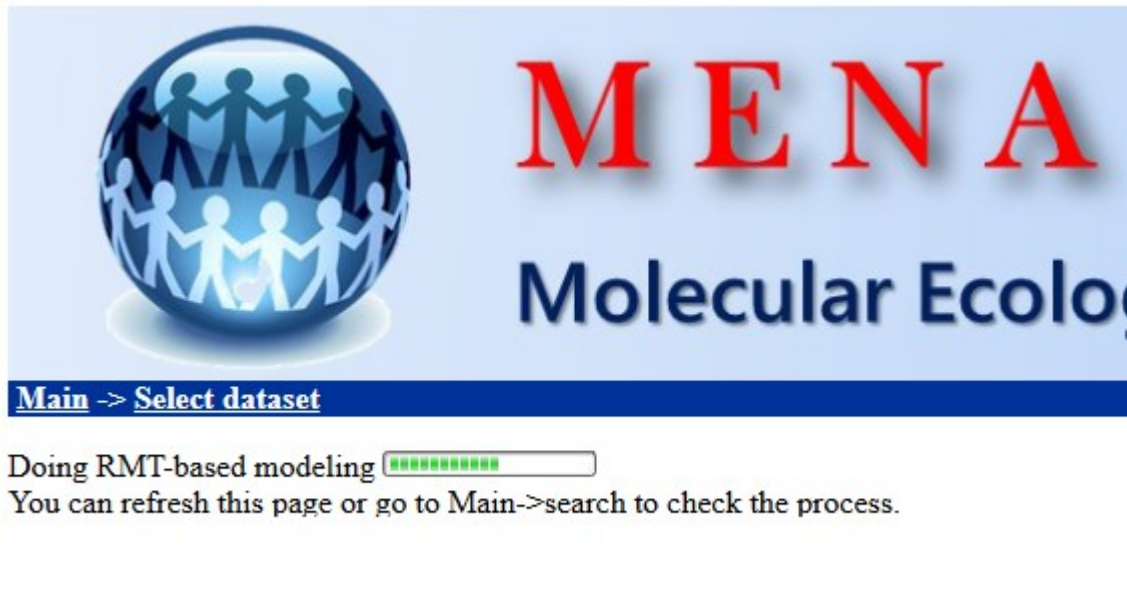 M E N A
Molecular Ecolog
Main -> Select dataset
Doing RMT-based modeling
You can refresh this page or go to Main->search to check the process.